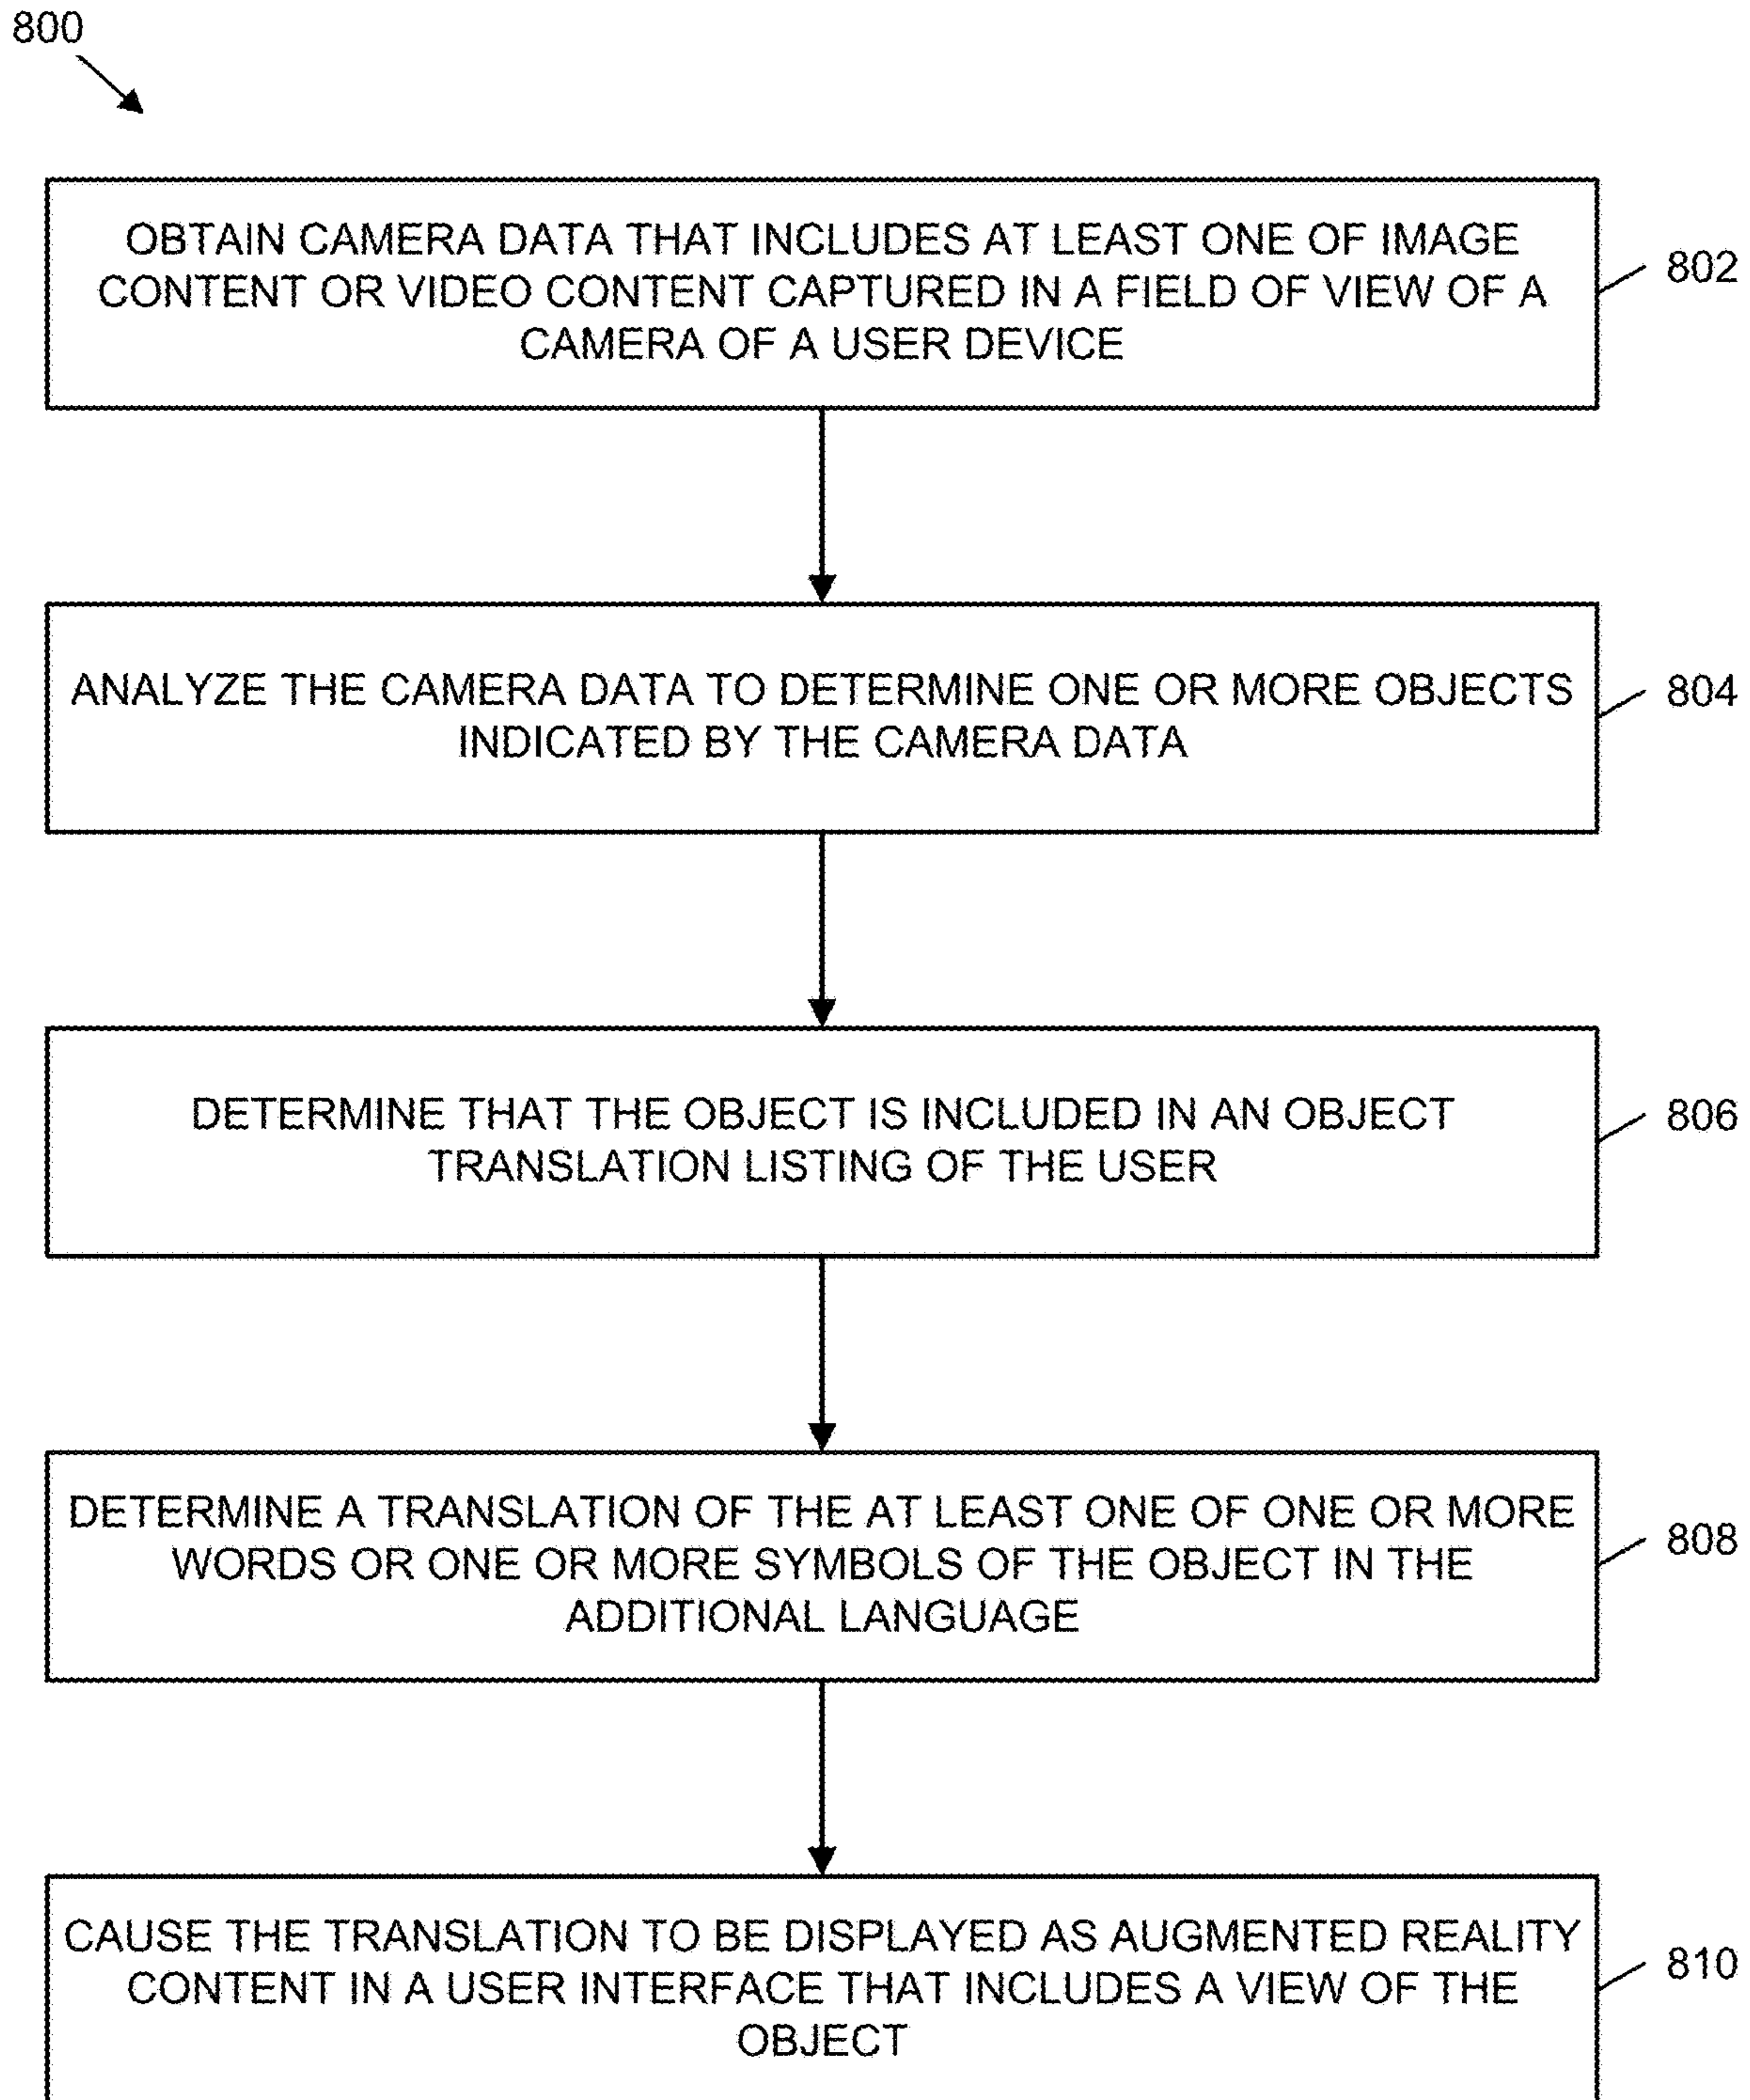 800
OBTAIN CAMERA DATA THAT INCLUDES AT LEAST ONE OF IMAGE
CONTENT OR VIDEO CONTENT CAPTURED IN A FIELD OF VIEW OF A
CAMERA OF A USER DEVICE
802
ANALYZE THE CAMERA DATA TO DETERMINE ONE OR MORE OBJECTS
INDICATED BY THE CAMERA DATA
804
DETERMINE THAT THE OBJECT IS INCLUDED IN AN OBJECT
TRANSLATION LISTING OF THE USER
806
DETERMINE A TRANSLATION OF THE AT LEAST ONE OF ONE OR MORE
WORDS OR ONE OR MORE SYMBOLS OF THE OBJECT IN THE
ADDITIONAL LANGUAGE
808
CAUSE THE TRANSLATION TO BE DISPLAYED AS AUGMENTED REALITY
CONTENT IN A USER INTERFACE THAT INCLUDES A VIEW OF THE
OBJECT
810